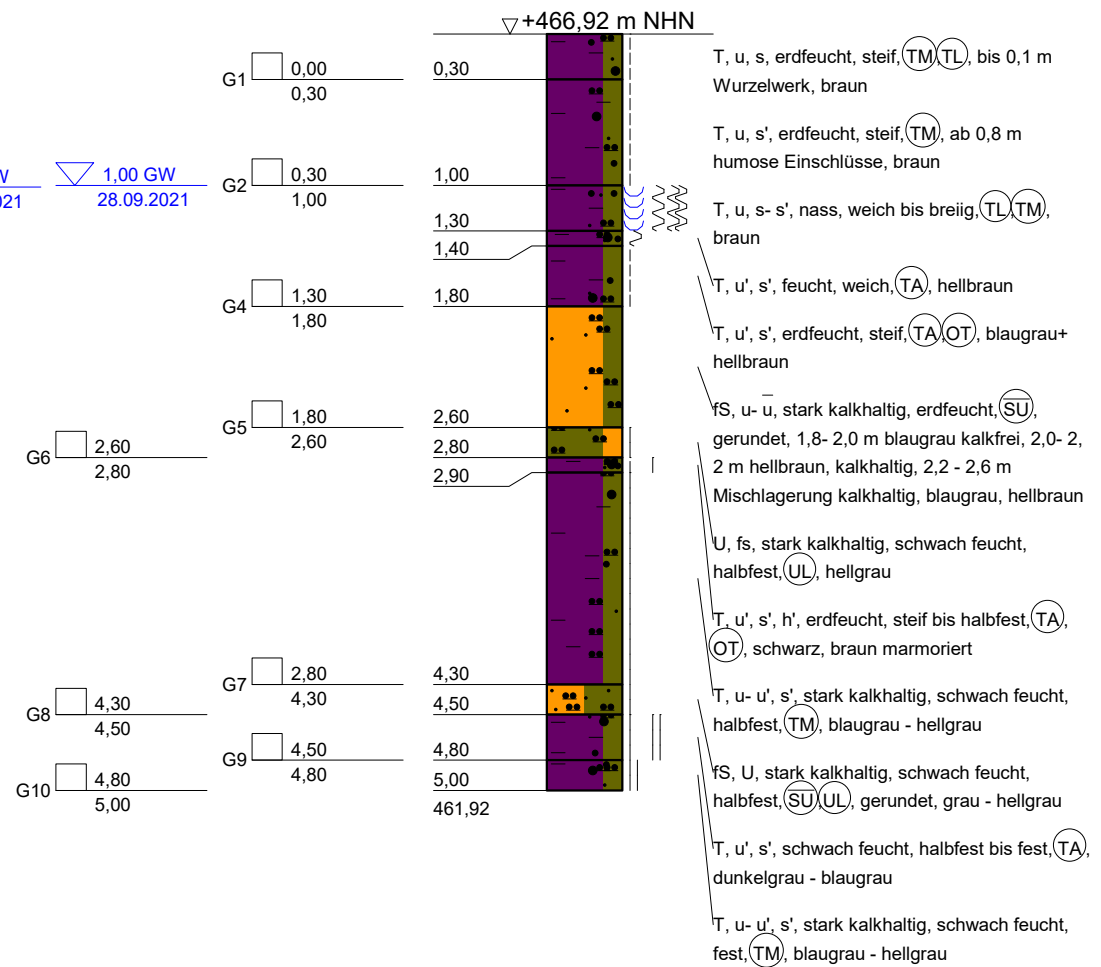 +466,92 m NHN
G1 0,00
0,30
0,30
T, u, s, erdfeucht, steif, TM, TL, bis 0,1 m
Wurzelwerk, braun
T, u, s', erdfeucht, steif, TM, ab 0,8 m
humose Einschlüsse, braun
W
021
1,00 GW
28.09.2021
G2 0,30
1,00
1,00
1,30
1,40
T, u, s- s', nass, weich bis breiig, TL, TM,
braun
T, u', s', feucht, weich, TA, hellbraun
G4 1,30
1,80
1,80
T, u', s', erdfeucht, steif, TA, OT, blaugrau+
hellbraun
fS, u- u̅, stark kalkhaltig, erdfeucht, S̅U̅,
gerundet, 1,8- 2,0 m blaugrau kalkfrei, 2,0- 2,
2 m hellbraun, kalkhaltig, 2,2 - 2,6 m
Mischlagerung kalkhaltig, blaugrau, hellbraun
G5 1,80
2,60
2,60
G6 2,60
2,80
2,80
2,90
U, fs, stark kalkhaltig, schwach feucht,
halbfest, UL, hellgrau
T, u', s', h', erdfeucht, steif bis halbfest, TA,
OT, schwarz, braun marmoriert
G7 2,80
4,30
4,30
T, u- u', s', stark kalkhaltig, schwach feucht,
halbfest, TM, blaugrau - hellgrau
G8 4,30
4,50
4,50
fS, U, stark kalkhaltig, schwach feucht,
halbfest, S̅U̅, UL, gerundet, grau - hellgrau
G9 4,50
4,80
4,80
G10 4,80
5,00
5,00
461,92
T, u', s', schwach feucht, halbfest bis fest, TA,
dunkelgrau - blaugrau
T, u- u', s', stark kalkhaltig, schwach feucht,
fest, TM, blaugrau - hellgrau